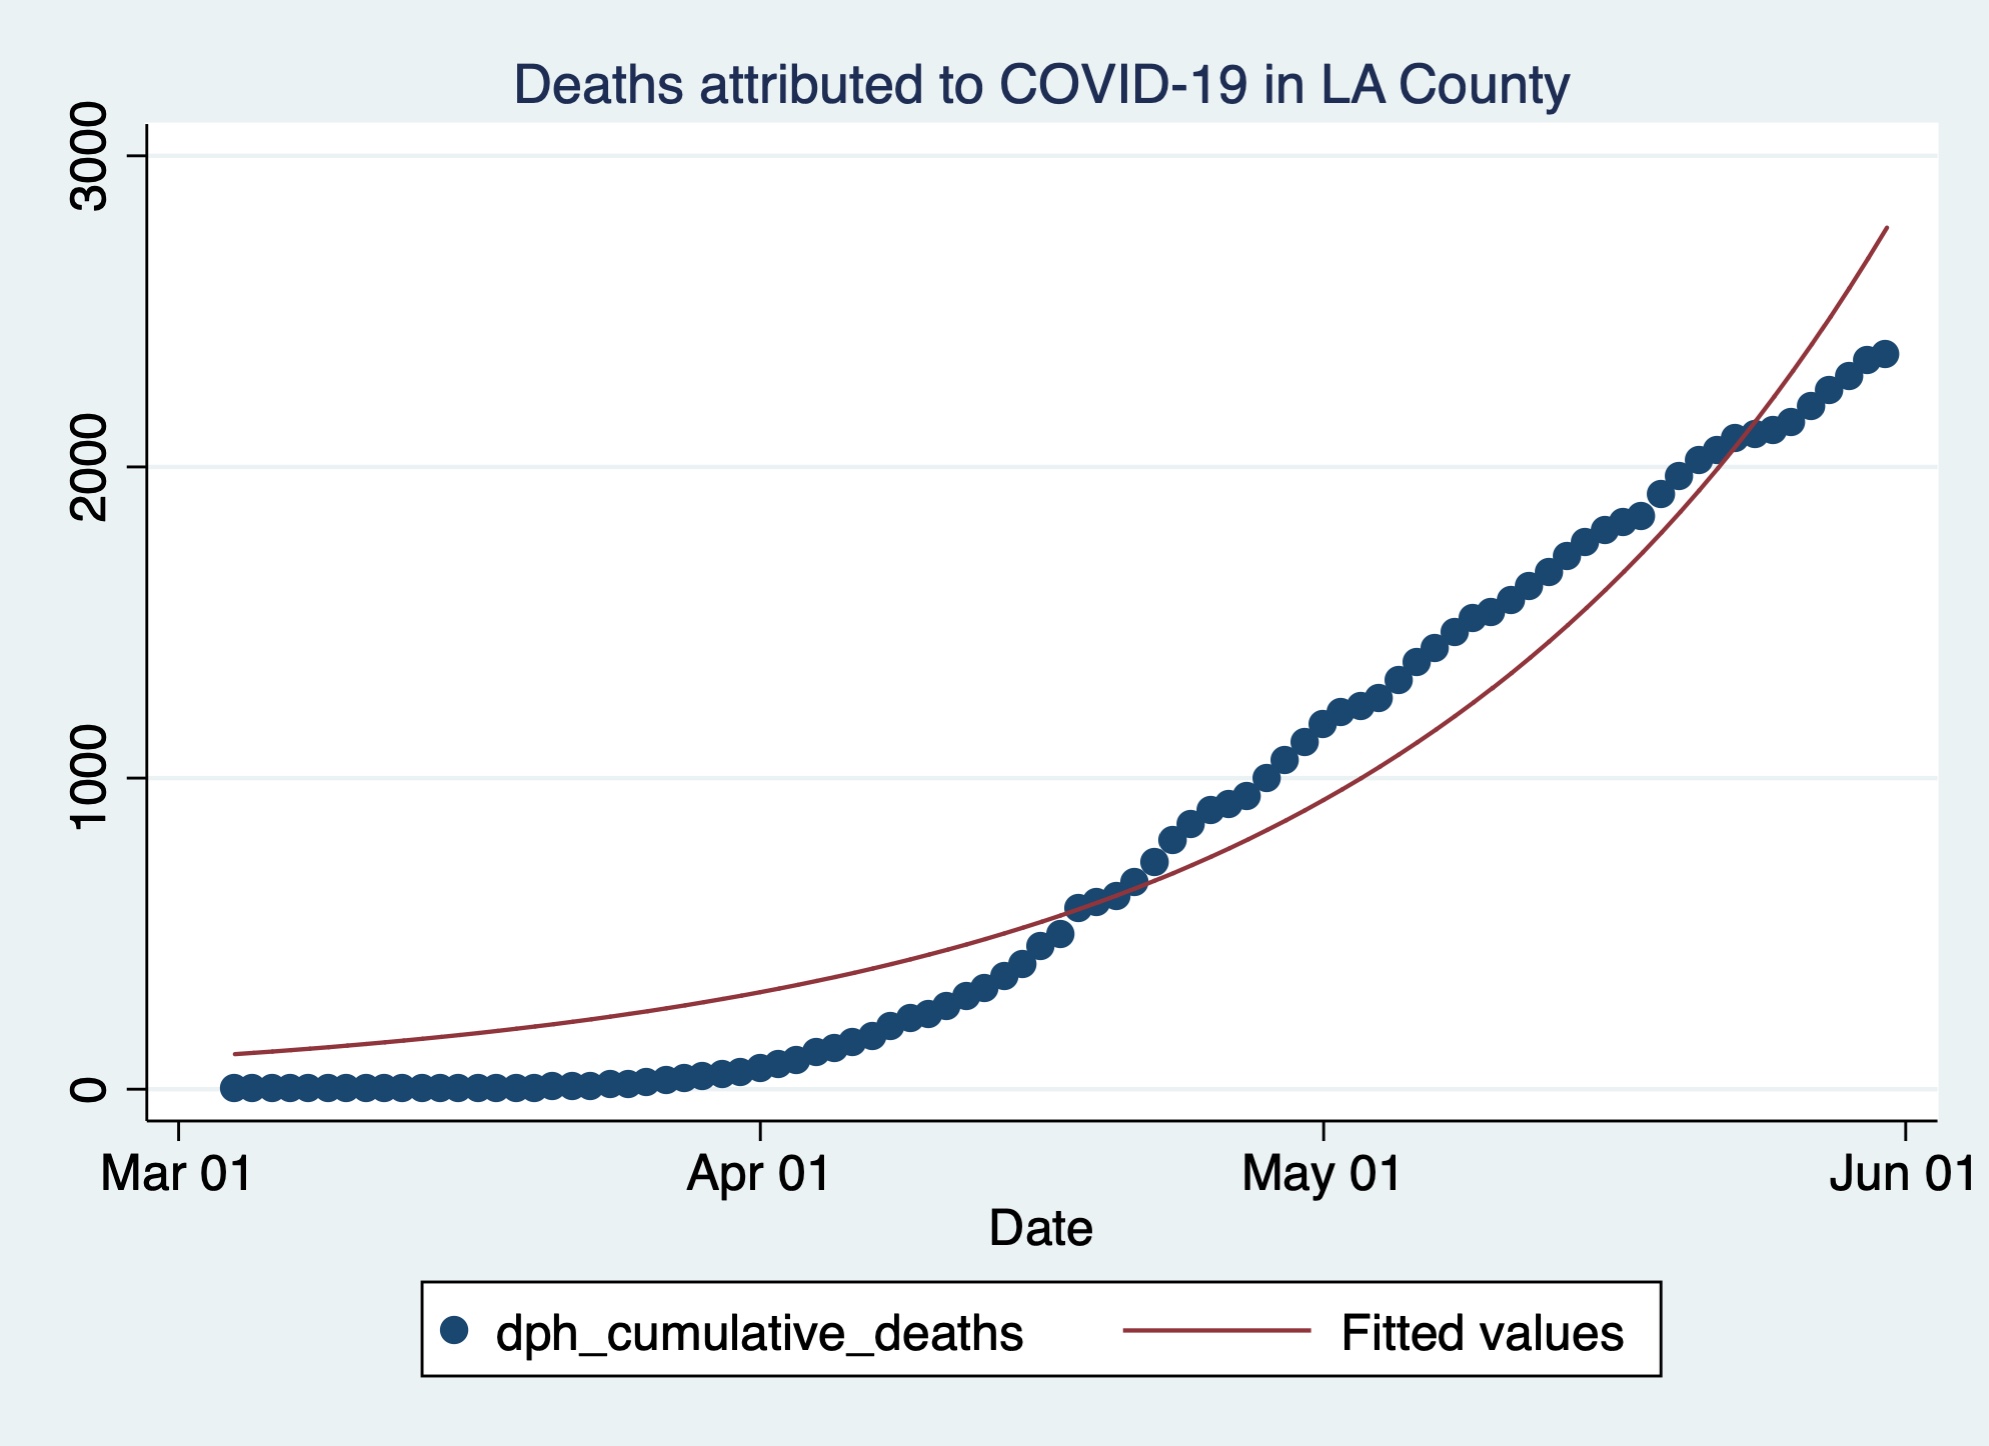 Deaths attributed to COVID-19 in LA County
3000
2000
1000
0
Mar 01 Apr 01 May 01 Jun 01
Date
dph_cumulative_deaths Fitted values